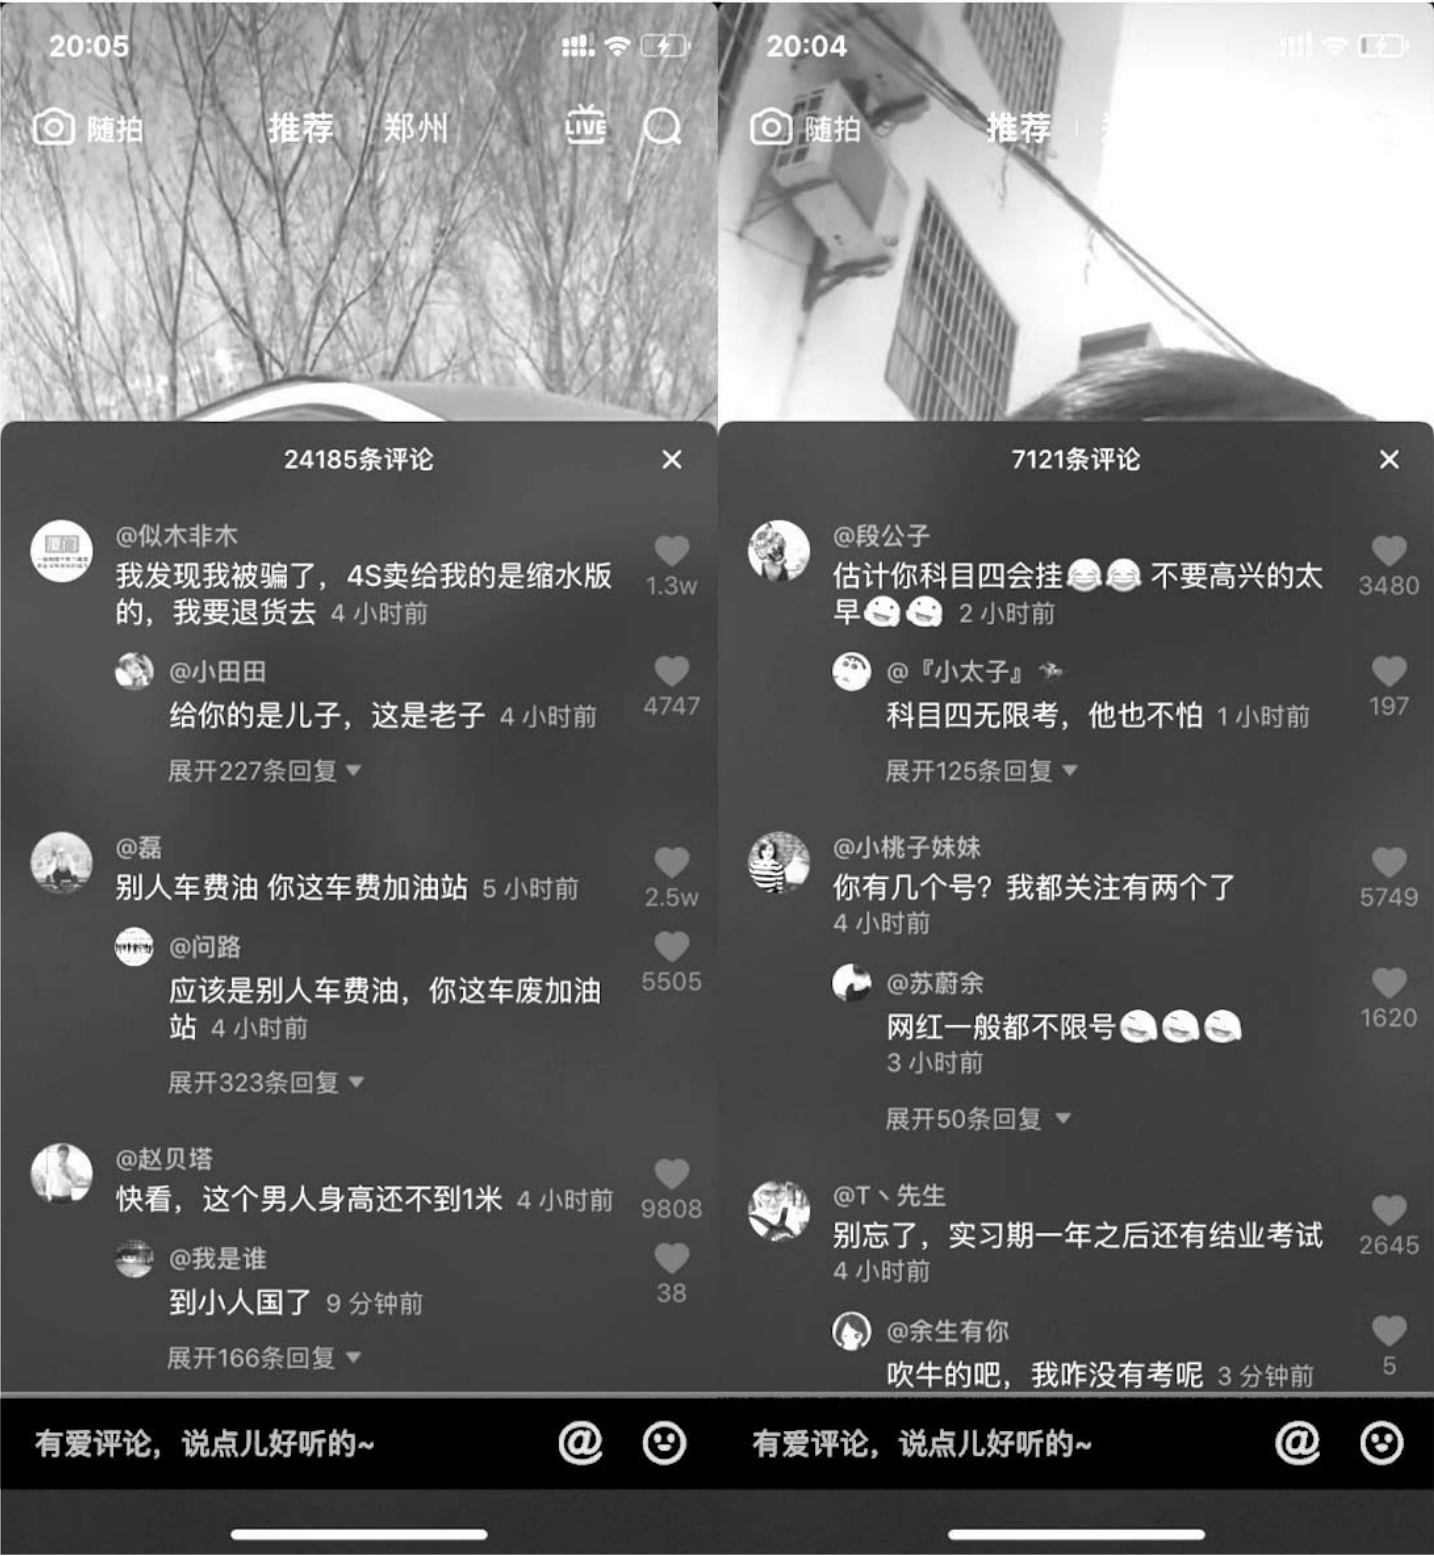 20:05
随拍
推荐
郑州
LIVE
24185条评论
@似木非木
我发现我被骗了，4S卖给我的是缩水版
的，我要退货去 4 小时前
1.3w
@小田田
给你的是儿子，这是老子 4 小时前
4747
展开227条回复
@磊
别人车费油 你这车费加油站 5 小时前
2.5w
@问路
应该是别人车费油，你这车废加油
站 4 小时前
5505
展开323条回复
@赵贝塔
快看，这个男人身高还不到1米 4 小时前
9808
@我是谁
到小人国了 9 分钟前
38
展开166条回复
有爱评论，说点儿好听的~
20:04
随拍
推荐
7121条评论
@段公子
估计你科目四会挂😂😂 不要高兴的太
早 2 小时前
3480
@『小太子』
科目四无限考，他也不怕 1 小时前
197
展开125条回复
@小桃子妹妹
你有几个号？我都关注有两个了
4 小时前
5749
@苏蔚余
网红一般都不限号
3 小时前
1620
展开50条回复
@T丶先生
别忘了，实习期一年之后还有结业考试
4 小时前
2645
@余生有你
吹牛的吧，我咋没有考呢 3 分钟前
5
有爱评论，说点儿好听的~